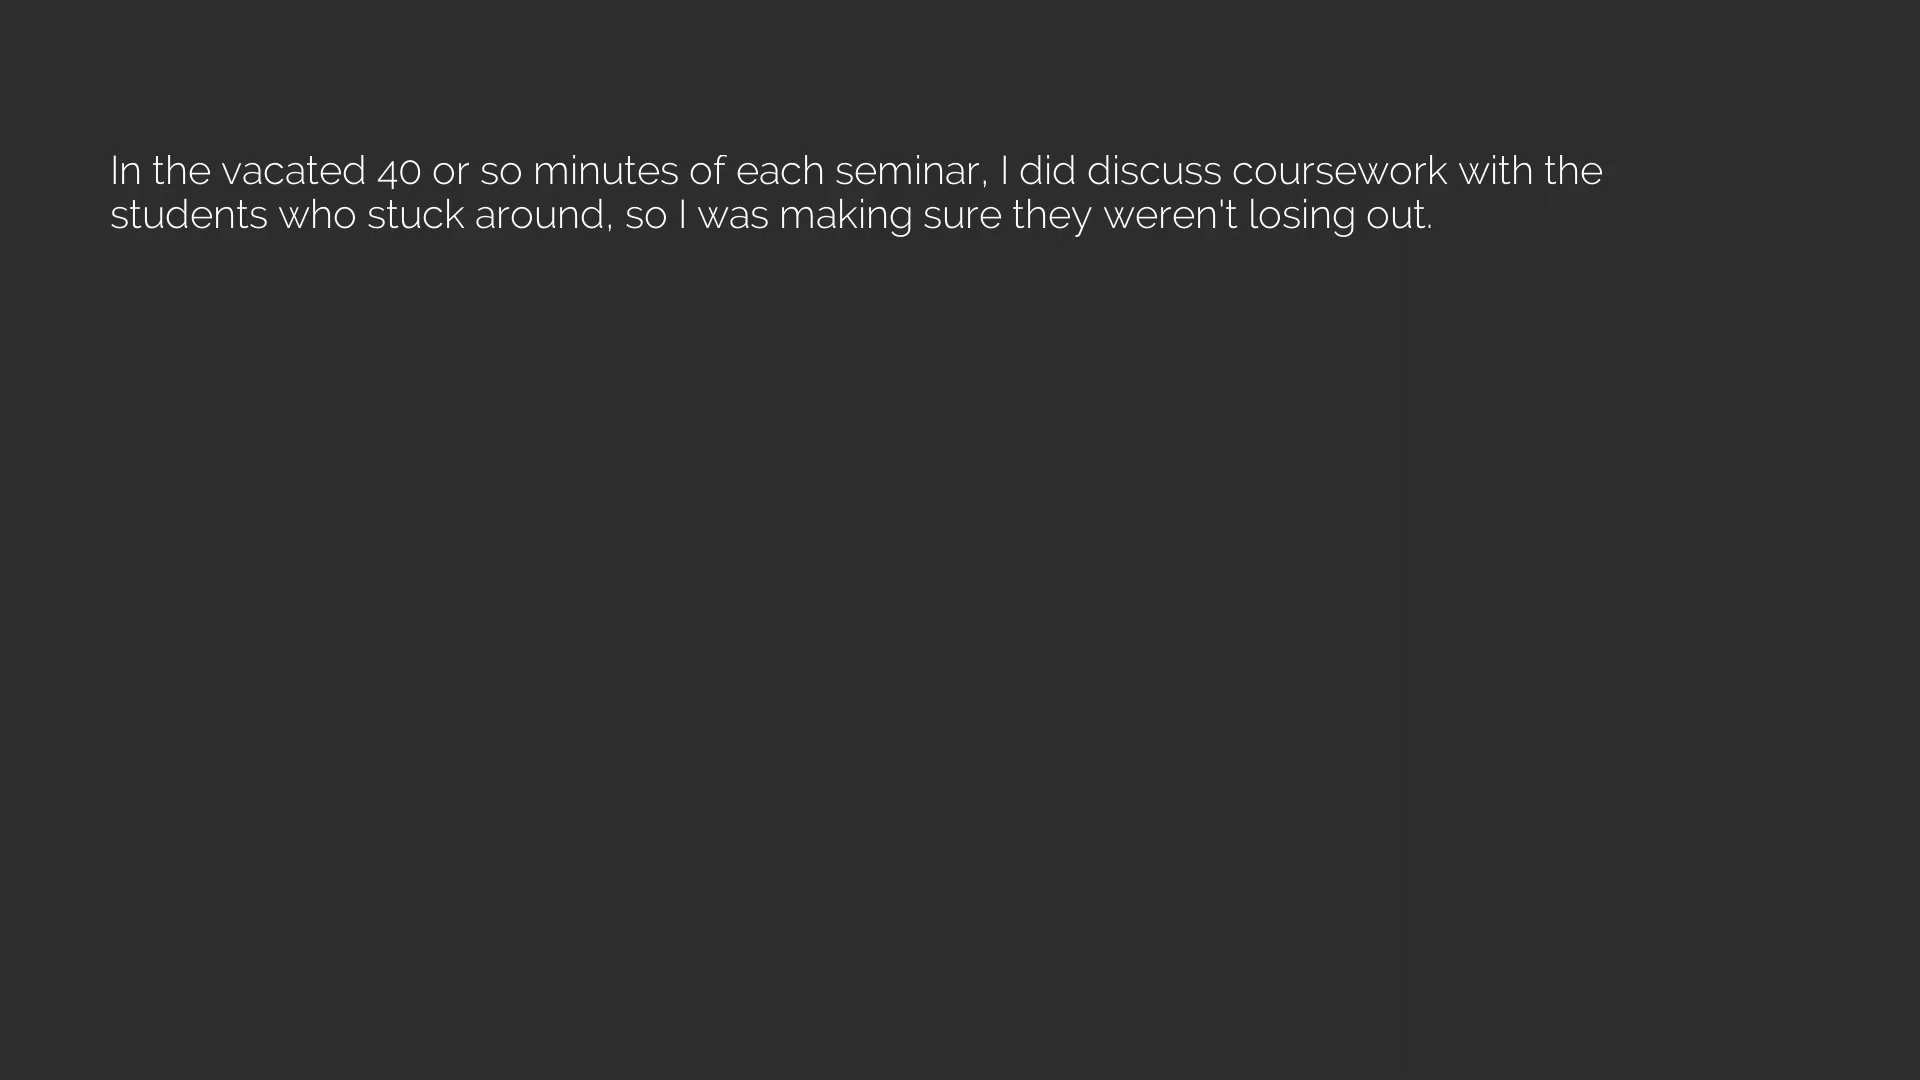 In the vacated 40 or so minutes of each seminar, I did discuss coursework with the
students who stuck around, so I was making sure they weren't losing out.